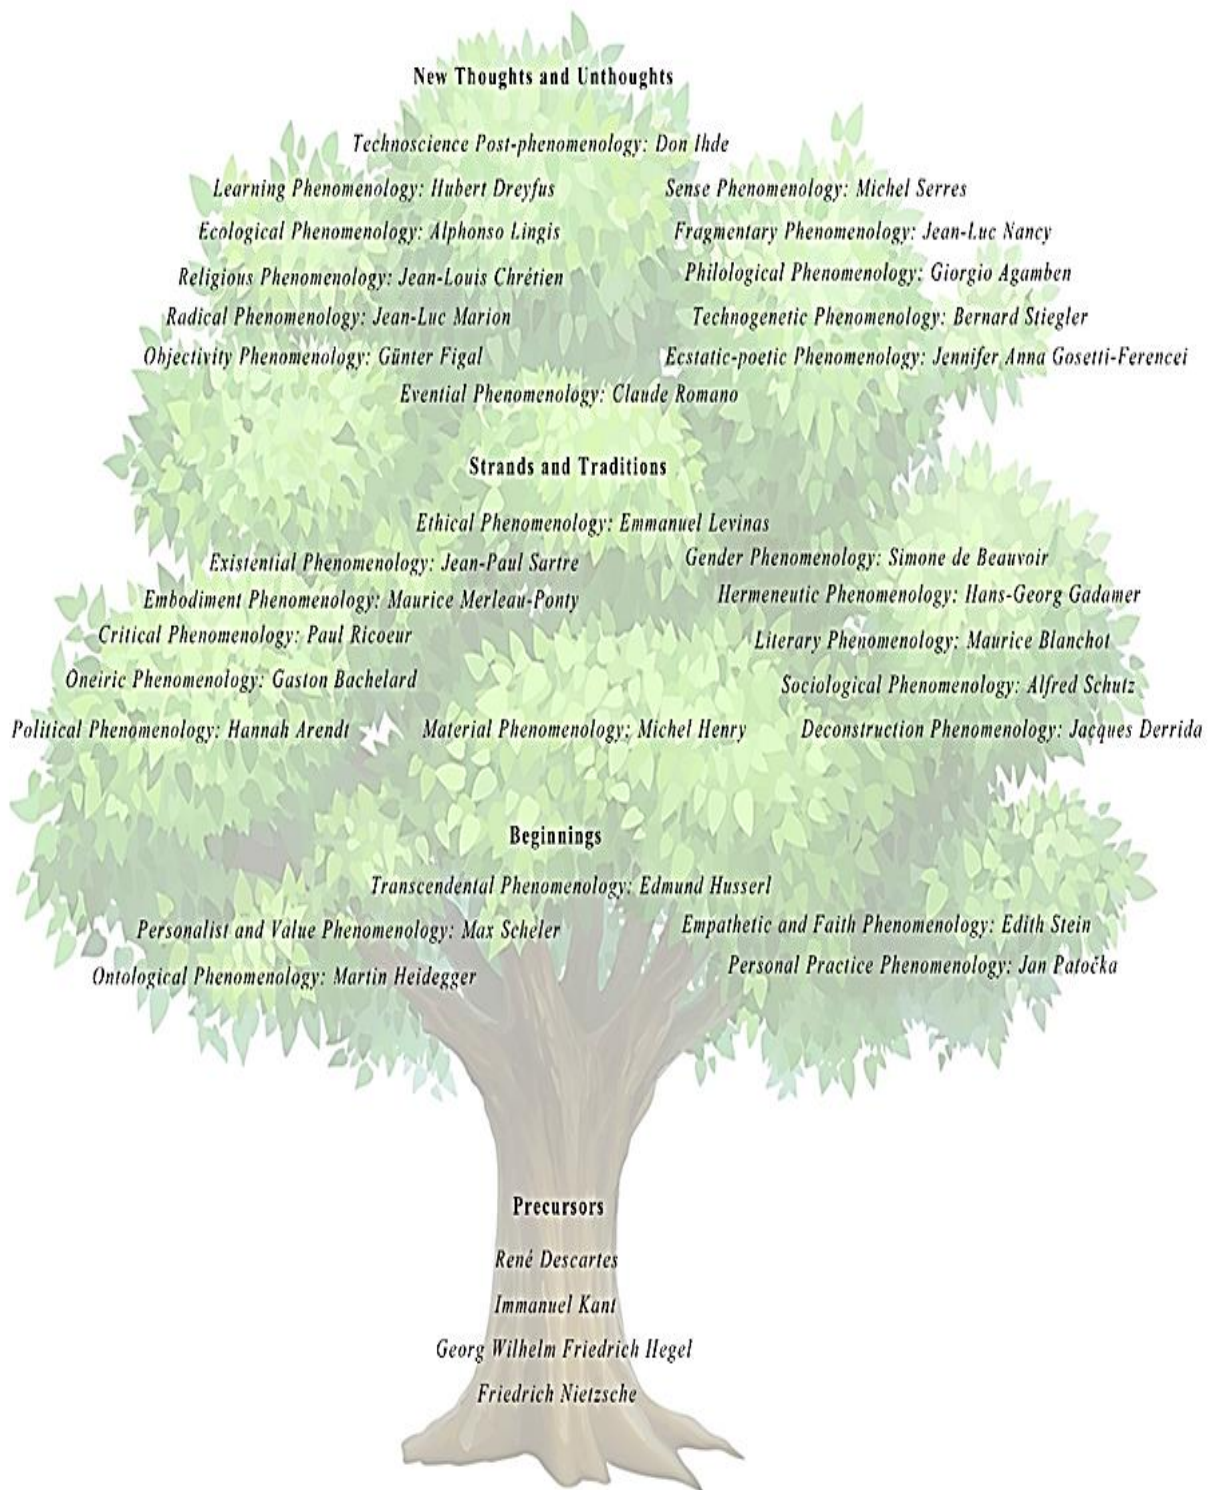 New Thoughts and Unthoughts
Technoscience Post-phenomenology: Don Ihde
Learning Phenomenology: Hubert Dreyfus
Sense Phenomenology: Michel Serres
Ecological Phenomenology: Alphonso Lingis
Fragmentary Phenomenology: Jean-Luc Nancy
Religious Phenomenology: Jean-Louis Chrétien
Philological Phenomenology: Giorgio Agamben
Radical Phenomenology: Jean-Luc Marion
Technogenetic Phenomenology: Bernard Stiegler
Objectivity Phenomenology: Günter Figal
Ecstatic-poetic Phenomenology: Jennifer Anna Gosetti-Ferencei
Evential Phenomenology: Claude Romano
Strands and Traditions
Ethical Phenomenology: Emmanuel Levinas
Existential Phenomenology: Jean-Paul Sartre
Gender Phenomenology: Simone de Beauvoir
Embodiment Phenomenology: Maurice Merleau-Ponty
Hermeneutic Phenomenology: Hans-Georg Gadamer
Critical Phenomenology: Paul Ricoeur
Literary Phenomenology: Maurice Blanchot
Oneiric Phenomenology: Gaston Bachelard
Sociological Phenomenology: Alfred Schutz
Political Phenomenology: Hannah Arendt
Material Phenomenology: Michel Henry
Deconstruction Phenomenology: Jacques Derrida
Beginnings
Transcendental Phenomenology: Edmund Husserl
Personalist and Value Phenomenology: Max Scheler
Empathetic and Faith Phenomenology: Edith Stein
Ontological Phenomenology: Martin Heidegger
Personal Practice Phenomenology: Jan Patočka
Precursors
René Descartes
Immanuel Kant
Georg Wilhelm Friedrich Hegel
Friedrich Nietzsche